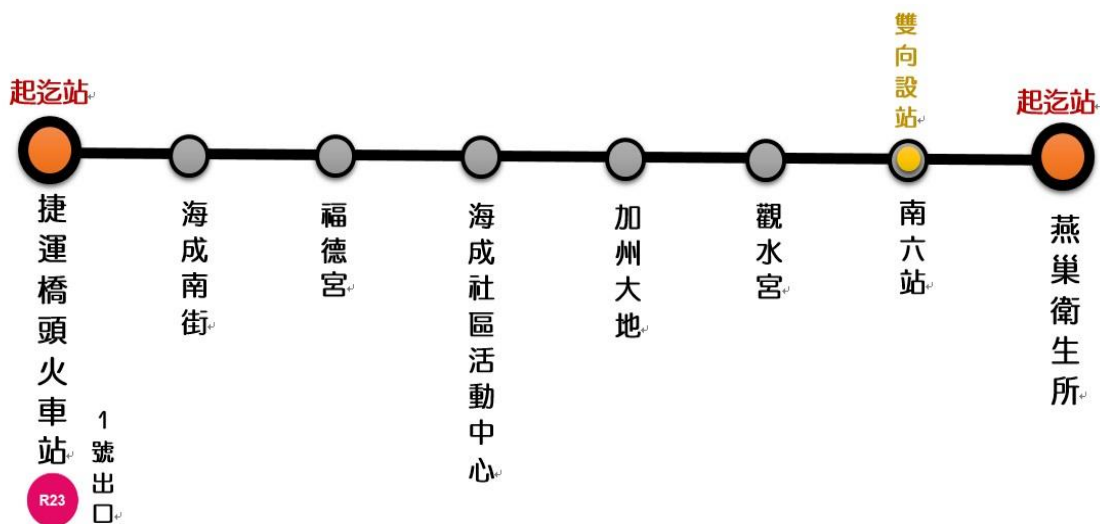 起迄站
捷運橋頭火車站
R23
1號出口
海成南街
福德宮
海成社區活動中心
加州大地
觀水宮
雙向設站
南六站
起迄站
燕巢衛生所